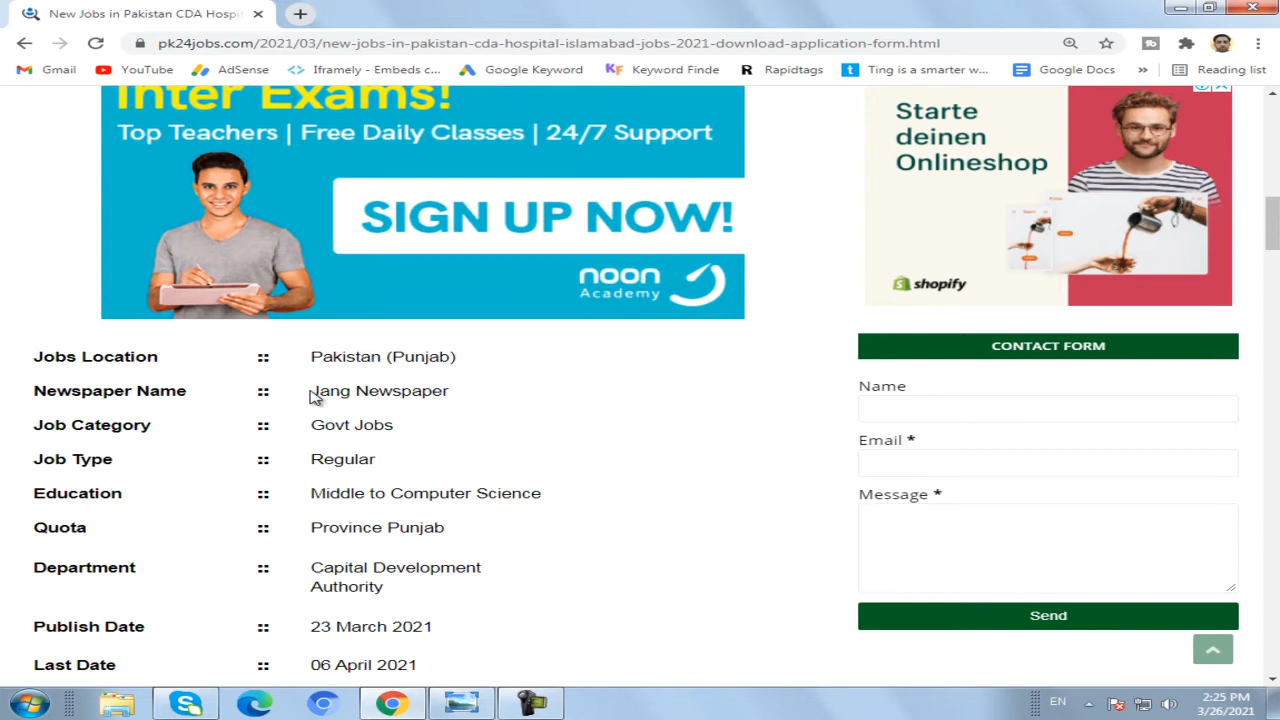 New Jobs in Pakistan CDA Hospi
pk24jobs.com/2021/03/new-jobs-in-pakistan-cda-hospital-islamabad-jobs-2021-download-application-form.html
Gmail YouTube AdSense Iframely - Embeds c... Google Keyword Keyword Finde Rapidtags Ting is a smarter w... Google Docs » Reading list
Inter Exams!
Top Teachers | Free Daily Classes | 24/7 Support
SIGN UP NOW!
noon
Academy
Starte
deinen
Onlineshop
shopify
Jobs Location :: Pakistan (Punjab)
Newspaper Name :: Jang Newspaper
Job Category :: Govt Jobs
Job Type :: Regular
Education :: Middle to Computer Science
Quota :: Province Punjab
Department :: Capital Development
Authority
Publish Date :: 23 March 2021
Last Date :: 06 April 2021
CONTACT FORM
Name
Email *
Message *
Send
EN
2:25 PM
3/26/2021